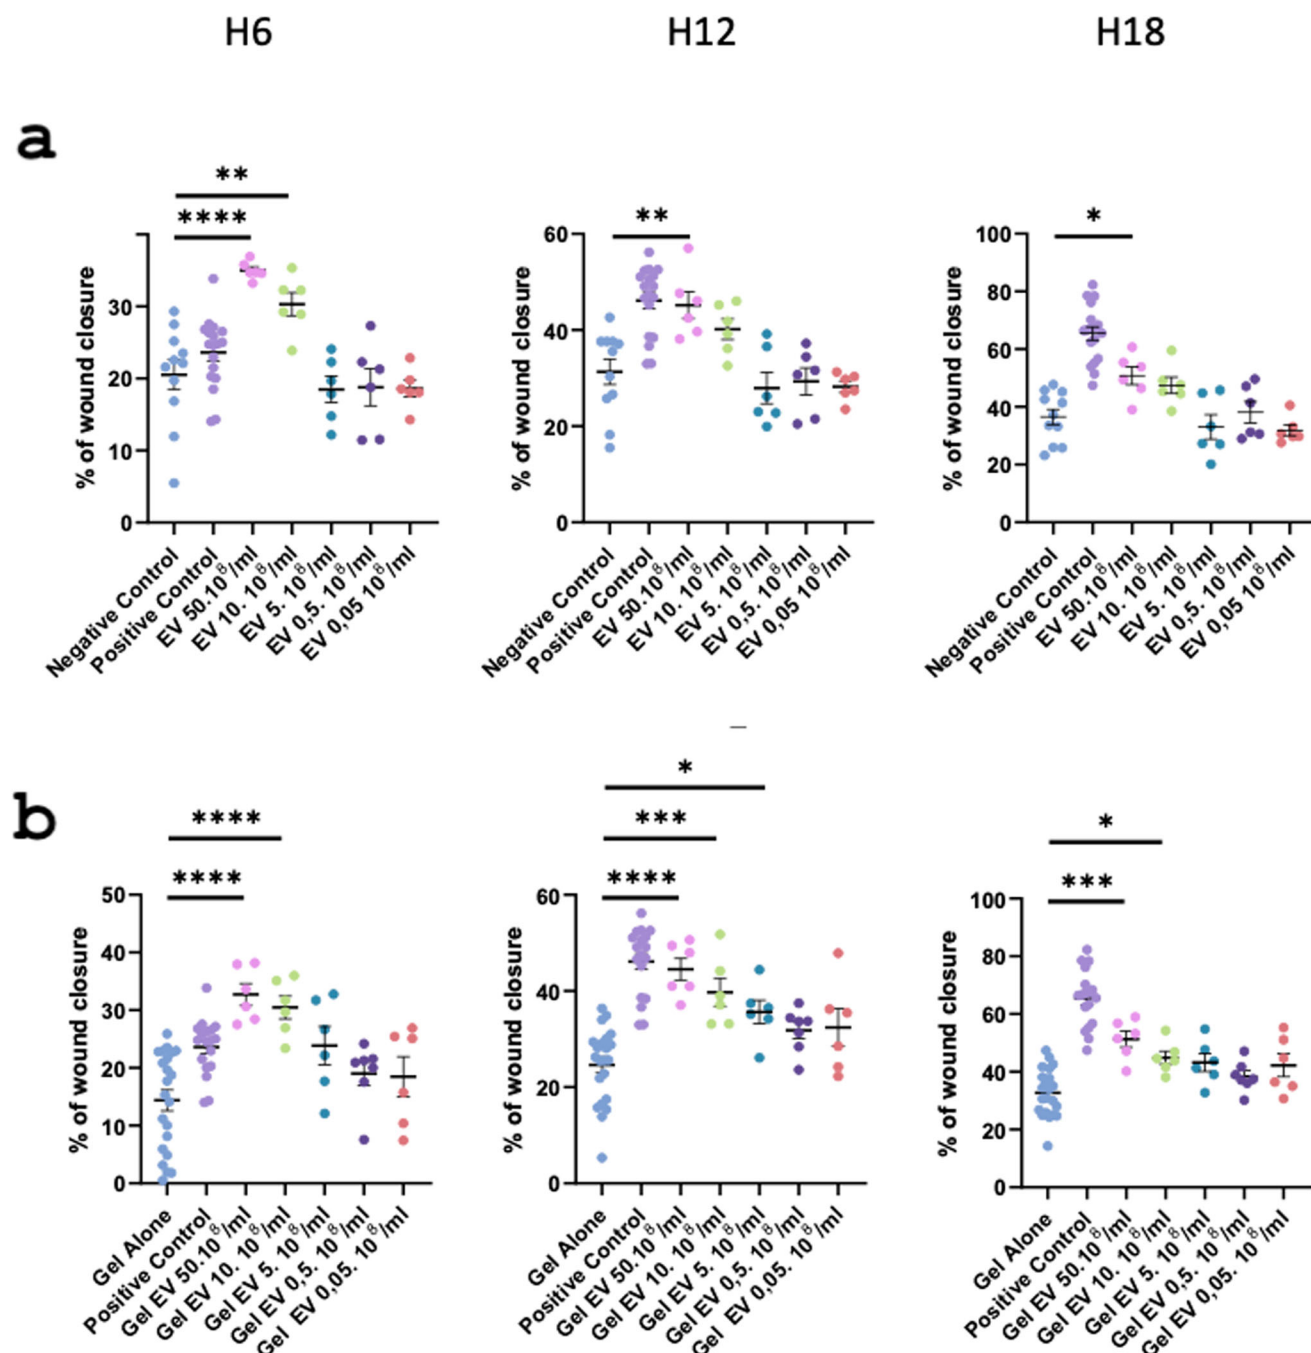 H6 H12 H18
a
**
****
% of wound closure
30
20
10
0
Negative Control
Positive Control
EV 50.10⁸/ml
EV 10. 10⁸/ml
EV 5. 10⁸/ml
EV 0,5. 10⁸/ml
EV 0,05 10⁸/ml
**
% of wound closure
60
40
20
0
Negative Control
Positive Control
EV 50.10⁸/ml
EV 10. 10⁸/ml
EV 5. 10⁸/ml
EV 0,5. 10⁸/ml
EV 0,05 10⁸/ml
*
% of wound closure
100
80
60
40
20
0
Negative Control
Positive Control
EV 50.10⁸/ml
EV 10. 10⁸/ml
EV 5. 10⁸/ml
EV 0,5. 10⁸/ml
EV 0,05 10⁸/ml
b
****
****
% of wound closure
50
40
30
20
10
0
Gel Alone
Positive Control
Gel EV 50.10⁸/ml
Gel EV 10. 10⁸/ml
Gel EV 5. 10⁸/ml
Gel EV 0,5. 10⁸/ml
Gel EV 0,05. 10⁸/ml
*
***
****
% of wound closure
60
40
20
0
Gel Alone
Positive Control
Gel EV 50.10⁸/ml
Gel EV 10. 10⁸/ml
Gel EV 5. 10⁸/ml
Gel EV 0,5. 10⁸/ml
Gel EV 0,05. 10⁸/ml
*
***
% of wound closure
100
80
60
40
20
0
Gel Alone
Positive Control
Gel EV 50.10⁸/ml
Gel EV 10. 10⁸/ml
Gel EV 5. 10⁸/ml
Gel EV 0,5. 10⁸/ml
Gel EV 0,05. 10⁸/ml